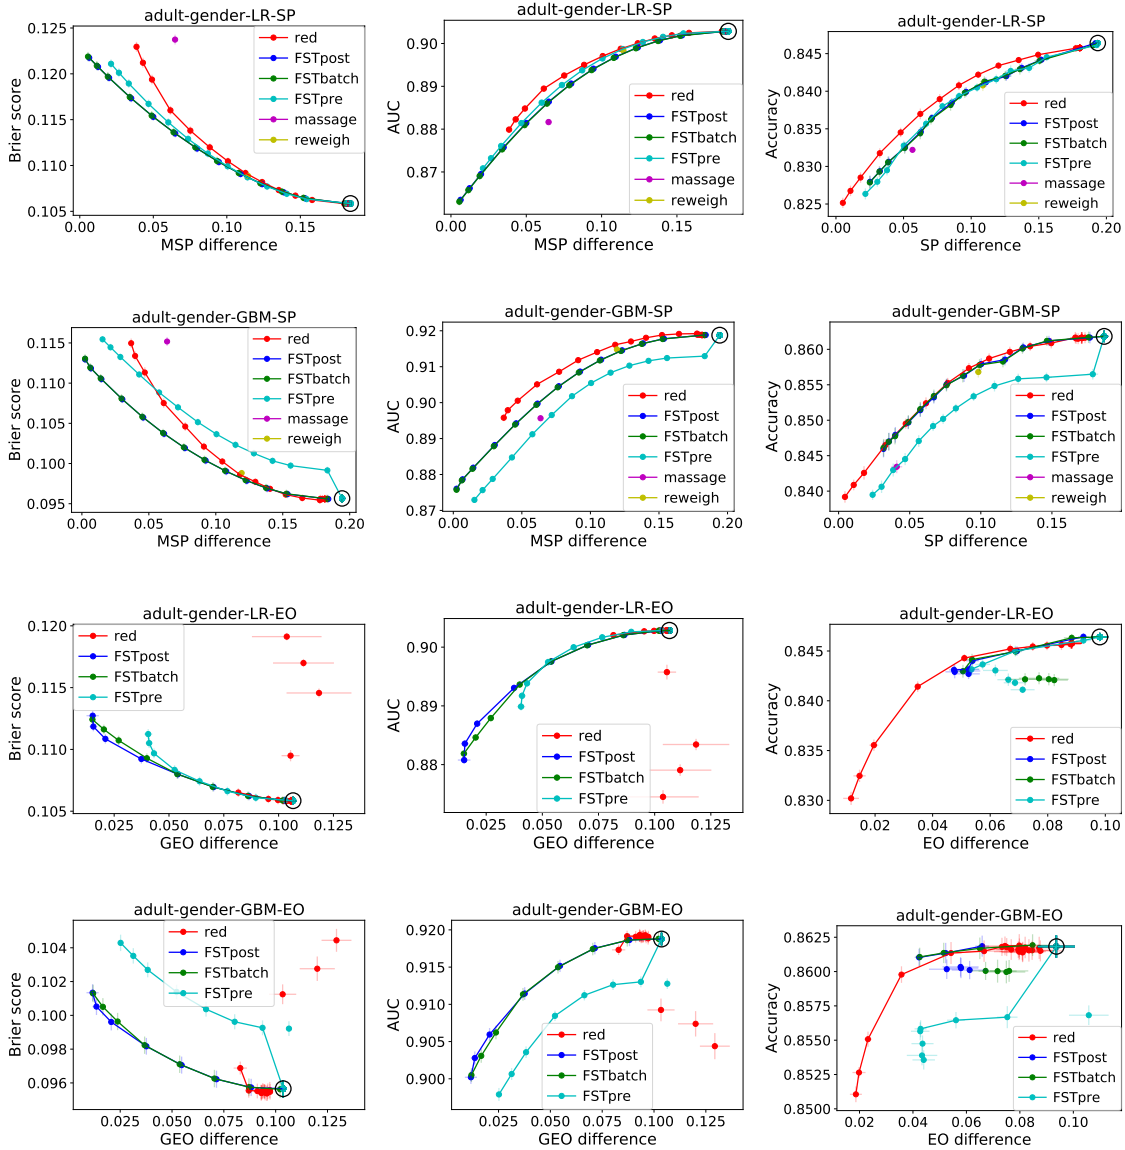 adult-gender-LR-SP
Brier score
0.125
0.120
0.115
0.110
0.105
0.00 0.05 0.10 0.15
MSP difference
red
FSTpost
FSTbatch
FSTpre
massage
reweigh
adult-gender-LR-SP
AUC
0.90
0.89
0.88
0.87
0.00 0.05 0.10 0.15
MSP difference
red
FSTpost
FSTbatch
FSTpre
massage
reweigh
adult-gender-LR-SP
Accuracy
0.845
0.840
0.835
0.830
0.825
0.00 0.05 0.10 0.15 0.20
SP difference
red
FSTpost
FSTbatch
FSTpre
massage
reweigh
adult-gender-GBM-SP
Brier score
0.115
0.110
0.105
0.100
0.095
0.00 0.05 0.10 0.15 0.20
MSP difference
red
FSTpost
FSTbatch
FSTpre
massage
reweigh
adult-gender-GBM-SP
AUC
0.92
0.91
0.90
0.89
0.88
0.87
0.00 0.05 0.10 0.15 0.20
MSP difference
red
FSTpost
FSTbatch
FSTpre
massage
reweigh
adult-gender-GBM-SP
Accuracy
0.860
0.855
0.850
0.845
0.840
0.00 0.05 0.10 0.15
SP difference
red
FSTpost
FSTbatch
FSTpre
massage
reweigh
adult-gender-LR-EO
Brier score
0.120
0.115
0.110
0.105
0.025 0.050 0.075 0.100 0.125
GEO difference
red
FSTpost
FSTbatch
FSTpre
adult-gender-LR-EO
AUC
0.90
0.89
0.88
0.025 0.050 0.075 0.100 0.125
GEO difference
red
FSTpost
FSTbatch
FSTpre
adult-gender-LR-EO
Accuracy
0.845
0.840
0.835
0.830
0.02 0.04 0.06 0.08 0.10
EO difference
red
FSTpost
FSTbatch
FSTpre
adult-gender-GBM-EO
Brier score
0.104
0.102
0.100
0.098
0.096
0.025 0.050 0.075 0.100 0.125
GEO difference
red
FSTpost
FSTbatch
FSTpre
adult-gender-GBM-EO
AUC
0.920
0.915
0.910
0.905
0.900
0.025 0.050 0.075 0.100 0.125
GEO difference
red
FSTpost
FSTbatch
FSTpre
adult-gender-GBM-EO
Accuracy
0.8625
0.8600
0.8575
0.8550
0.8525
0.8500
0.02 0.04 0.06 0.08 0.10
EO difference
red
FSTpost
FSTbatch
FSTpre